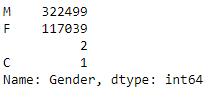 M    322499
F    117039
          2
C         1
Name: Gender, dtype: int64